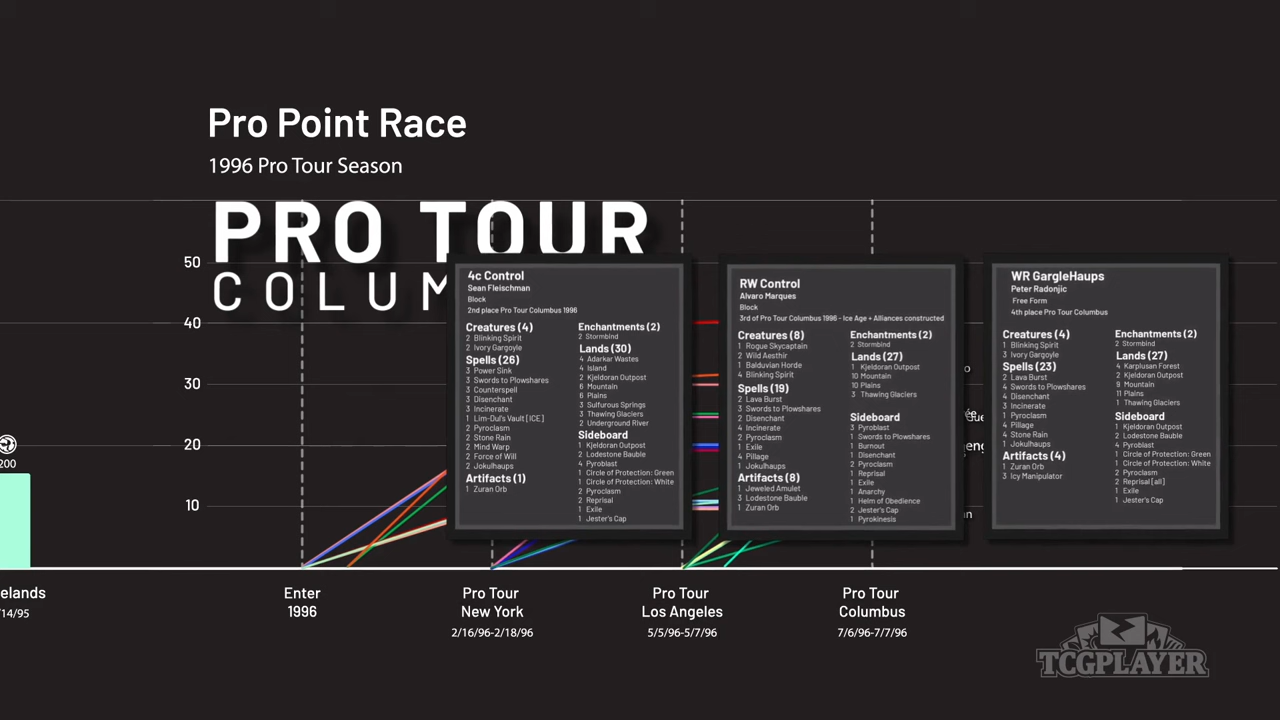 Pro Point Race
1996 Pro Tour Season
PRO TOUR
COLUM
50
40
30
20
10
200
elands
14/95
4c Control
Sean Fleischman
Block
2nd place Pro Tour Columbus 1996
Creatures (4)
2 Blinking Spirit
2 Ivory Gargoyle
Spells (26)
3 Power Sink
3 Swords to Plowshares
3 Counterspell
3 Disenchant
3 Incinerate
1 Lim-Dul's Vault [ICE]
2 Pyroclasm
2 Stone Rain
2 Mind Warp
2 Force of Will
2 Jokulhaups
Artifacts (1)
1 Zuran Orb
Enchantments (2)
2 Stormbind
Lands (30)
4 Adarkar Wastes
4 Island
2 Kjeldoran Outpost
6 Mountain
6 Plains
3 Sulfurous Springs
3 Thawing Glaciers
2 Underground River
Sideboard
1 Kjeldoran Outpost
2 Lodestone Bauble
4 Pyroblast
1 Circle of Protection: Green
1 Circle of Protection: White
2 Pyroclasm
2 Reprisal
1 Exile
1 Jester's Cap
RW Control
Alvaro Marques
Block
3rd of Pro Tour Columbus 1996 - Ice Age + Alliances constructed
Creatures (8)
1 Rogue Skycaptain
2 Wild Aesthir
1 Balduvian Horde
4 Blinking Spirit
Spells (19)
2 Lava Burst
3 Swords to Plowshares
2 Disenchant
4 Incinerate
2 Pyroclasm
1 Exile
4 Pillage
1 Jokulhaups
Artifacts (8)
1 Jeweled Amulet
3 Lodestone Bauble
1 Zuran Orb
Enchantments (2)
2 Stormbind
Lands (27)
1 Kjeldoran Outpost
10 Mountain
10 Plains
3 Thawing Glaciers
Sideboard
3 Pyroblast
1 Swords to Plowshares
1 Burnout
1 Disenchant
2 Pyroclasm
1 Reprisal
1 Exile
1 Anarchy
1 Helm of Obedience
2 Jester's Cap
1 Pyrokinesis
WR GargleHaups
Peter Radonjic
Free Form
4th place Pro Tour Columbus
Creatures (4)
1 Blinking Spirit
3 Ivory Gargoyle
Spells (23)
2 Lava Burst
4 Swords to Plowshares
4 Disenchant
3 Incinerate
1 Pyroclasm
4 Pillage
4 Stone Rain
1 Jokulhaups
Artifacts (4)
1 Zuran Orb
3 Icy Manipulator
Enchantments (2)
2 Stormbind
Lands (27)
4 Karplusan Forest
2 Kjeldoran Outpost
9 Mountain
11 Plains
1 Thawing Glaciers
Sideboard
1 Kjeldoran Outpost
2 Lodestone Bauble
4 Pyroblast
1 Circle of Protection: Green
1 Circle of Protection: White
2 Pyroclasm
2 Reprisal [all]
1 Exile
1 Jester's Cap
Enter
1996
Pro Tour
New York
2/16/96-2/18/96
Pro Tour
Los Angeles
5/5/96-5/7/96
Pro Tour
Columbus
7/6/96-7/7/96
TCGPLAYER